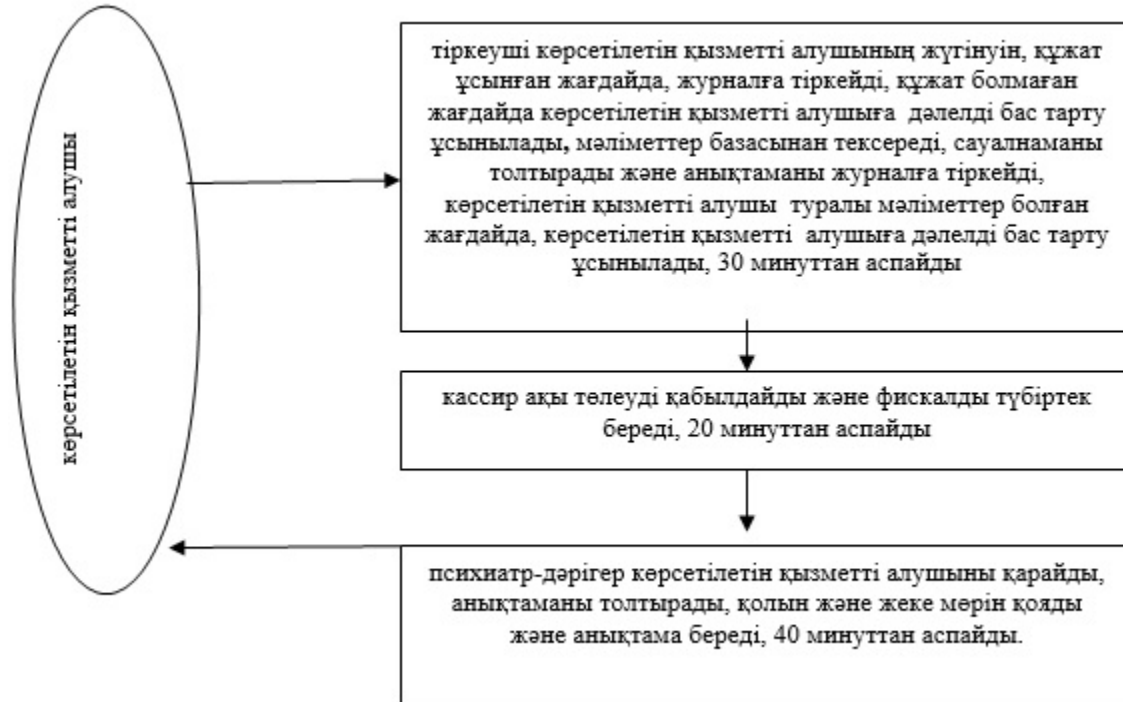 көрсетілетін қызметті алушы
тіркеуші көрсетілетін қызметті алушының жүгінуін, құжат
ұсынған жағдайда, журналға тіркейді, құжат болмаған
жағдайда көрсетілетін қызметті алушыға дәлелді бас тарту
ұсынылады, мәліметтер базасынан тексереді, сауалнаманы
толтырады және анықтаманы журналға тіркейді,
көрсетілетін қызметті алушы туралы мәліметтер болған
жағдайда, көрсетілетін қызметті алушыға дәлелді бас тарту
ұсынылады, 30 минуттан аспайды
кассир ақы төлеуді қабылдайды және фискалды түбіртек
береді, 20 минуттан аспайды
психиатр-дәрігер көрсетілетін қызметті алушыны қарайды,
анықтаманы толтырады, қолын және жеке мөрін қояды
және анықтама береді, 40 минуттан аспайды.